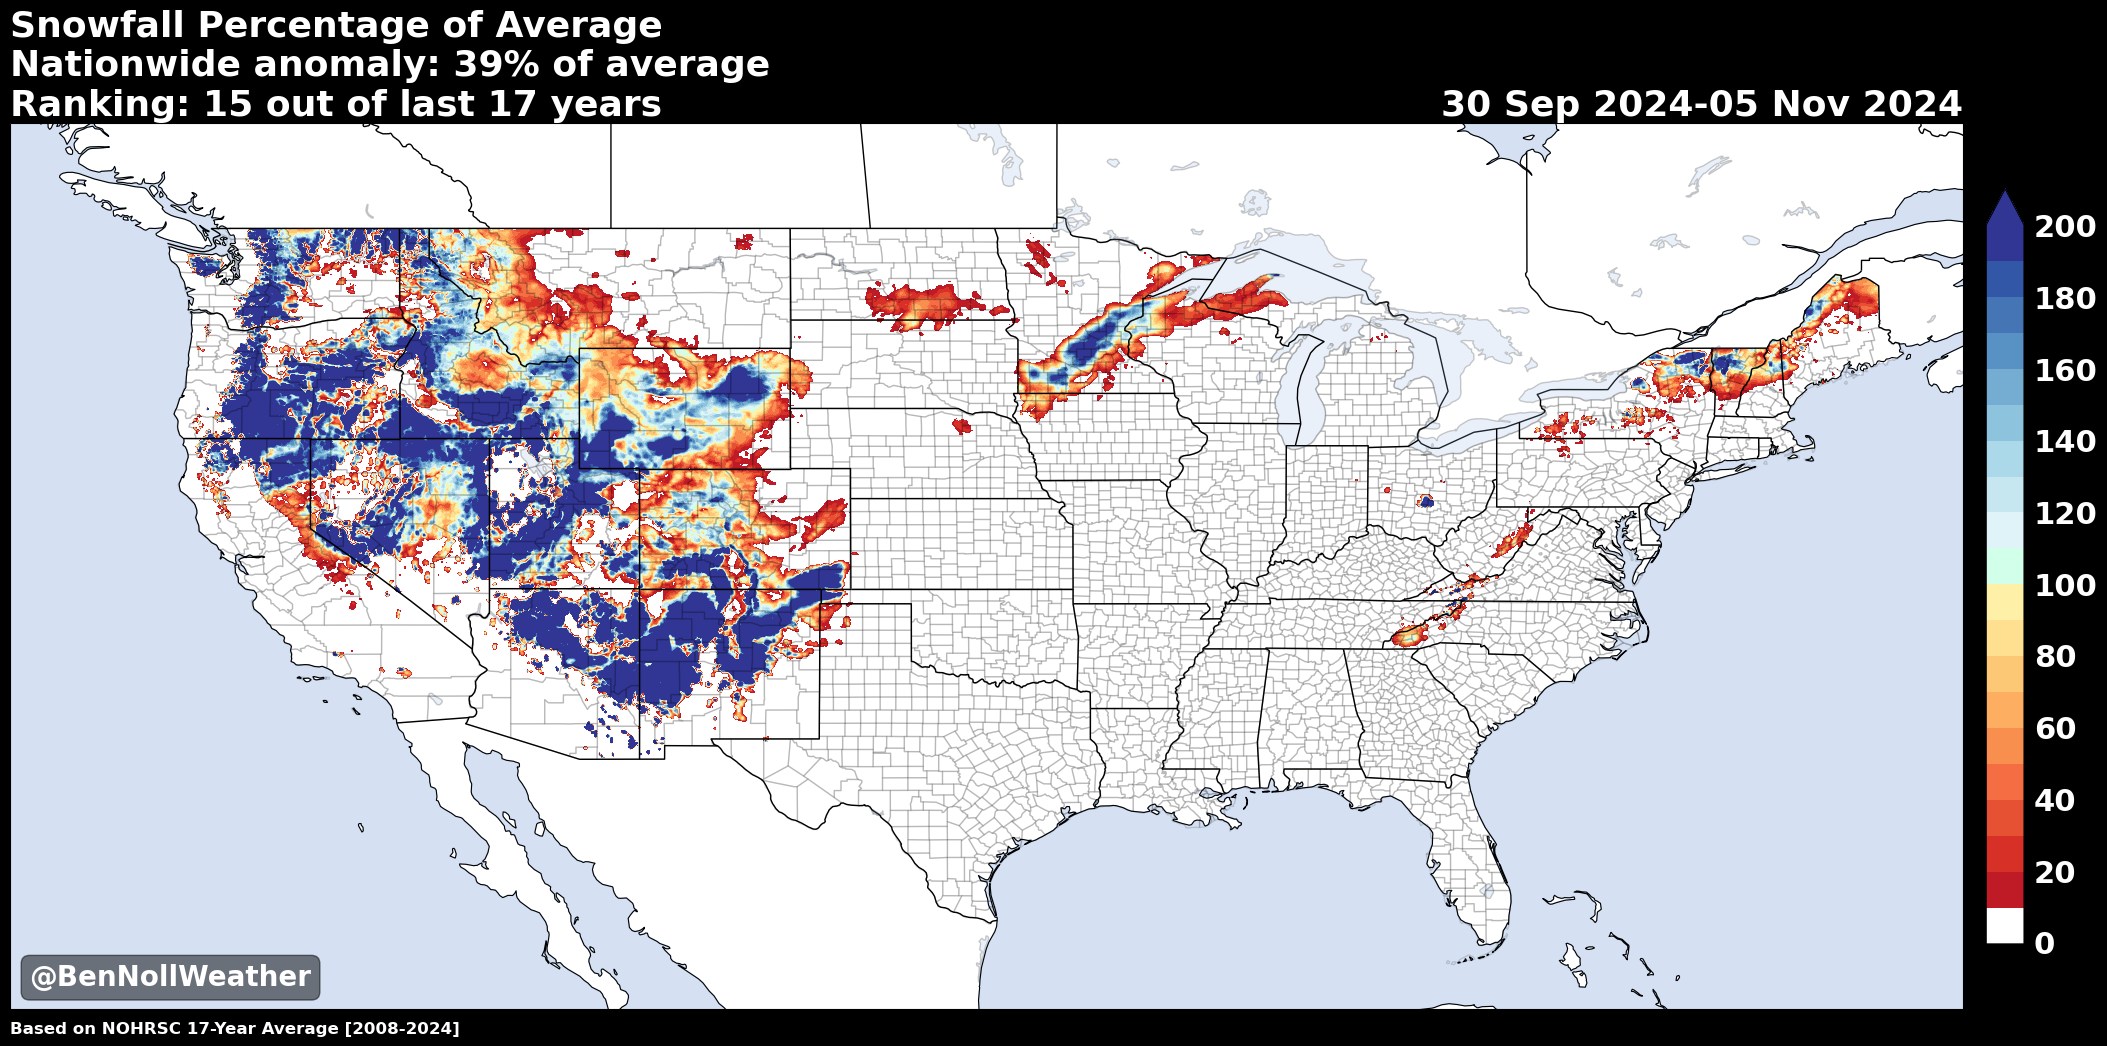 Snowfall Percentage of Average
Nationwide anomaly: 39% of average
Ranking: 15 out of last 17 years
30 Sep 2024-05 Nov 2024
200
180
160
140
120
100
80
60
40
20
0
@BenNollWeather
Based on NOHRSC 17-Year Average [2008-2024]